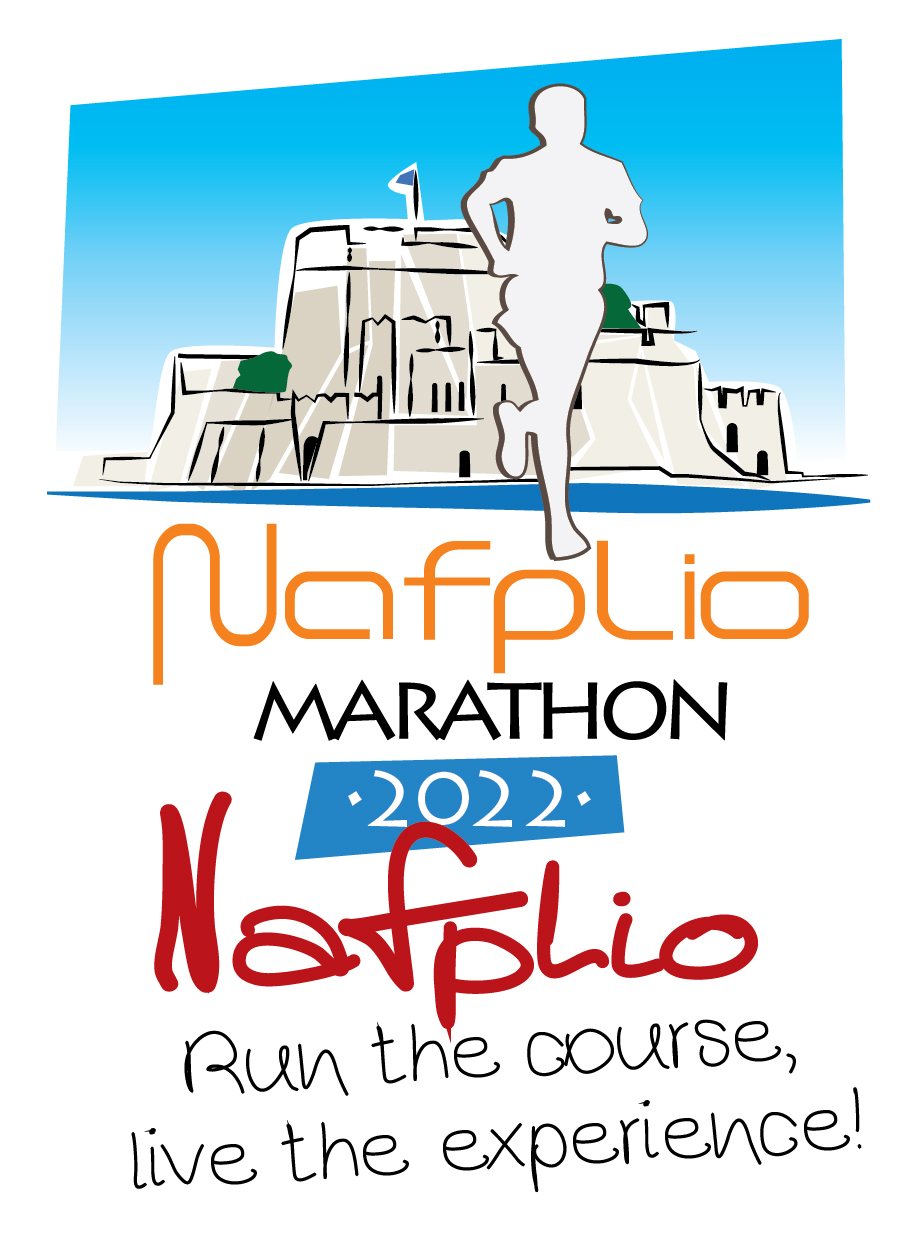 Nafplio
MARATHON
·2022·
Nafplio
Run the course,
live the experience!